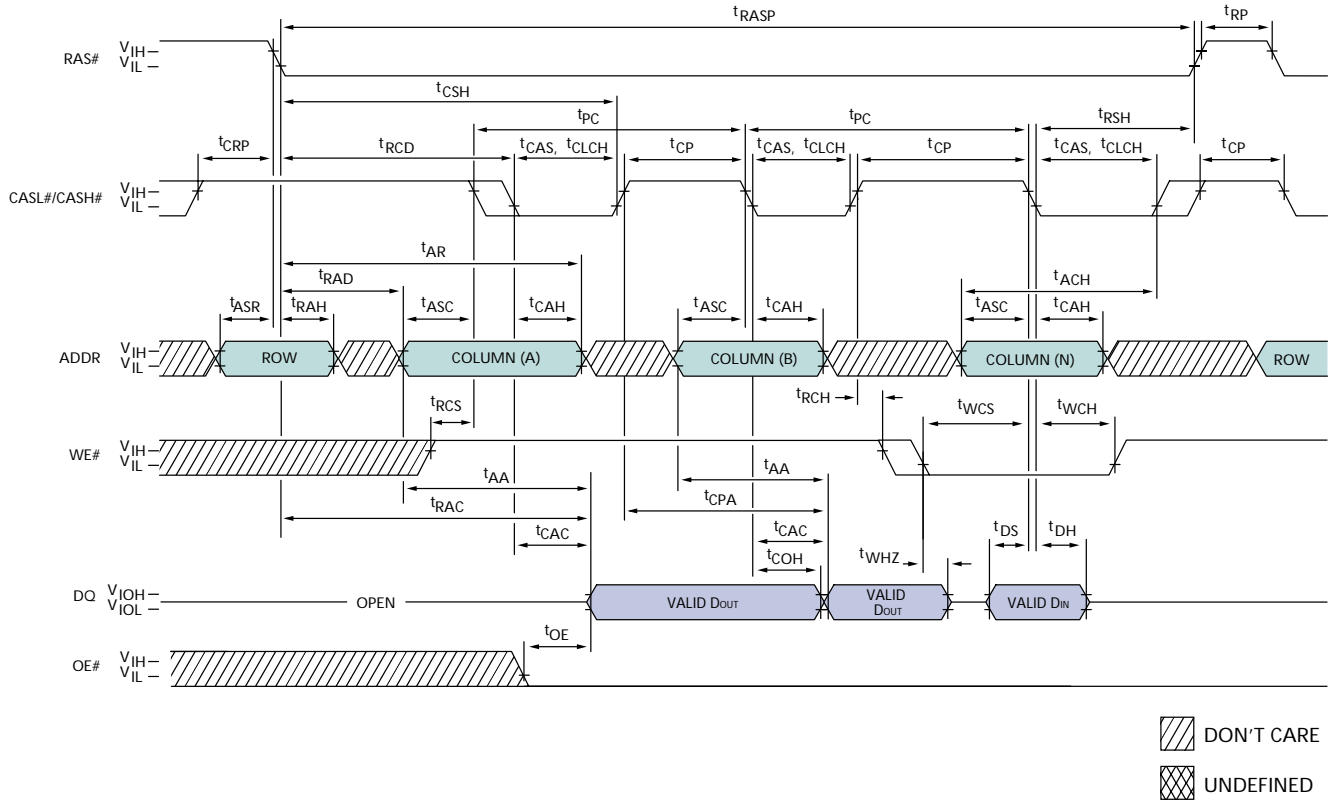 tRASP
tRP
RAS#
VIH
VIL
tCSH
tPC
tPC
tRSH
tCRP
tRCD
tCAS, tCLCH
tCP
tCAS, tCLCH
tCP
tCAS, tCLCH
tCP
CASL#/CASH#
VIH
VIL
tAR
tRAD
tACH
tASR
tRAH
tASC
tCAH
tASC
tCAH
tASC
tCAH
ADDR
VIH
VIL
ROW
COLUMN (A)
COLUMN (B)
COLUMN (N)
ROW
tRCS
tRCH
tWCS
tWCH
WE#
VIH
VIL
tAA
tAA
tRAC
tCPA
tCAC
tCAC
tCOH
tWHZ
tDS
tDH
DQ
VIOH
VIOL
OPEN
VALID DOUT
VALID
DOUT
VALID DIN
tOE
OE#
VIH
VIL
DON'T CARE
UNDEFINED